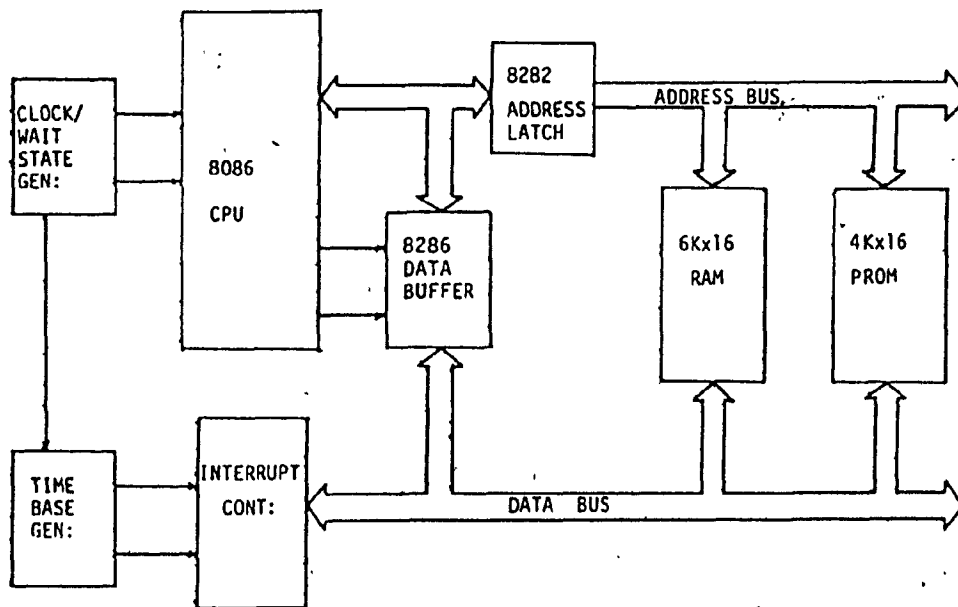 CLOCK/
WAIT
STATE
GEN:
8086
CPU
8282
ADDRESS
LATCH
ADDRESS BUS.
8286
DATA
BUFFER
6Kx16
RAM
4Kx16
PROM
TIME
BASE
GEN:
INTERRUPT
CONT:
DATA BUS